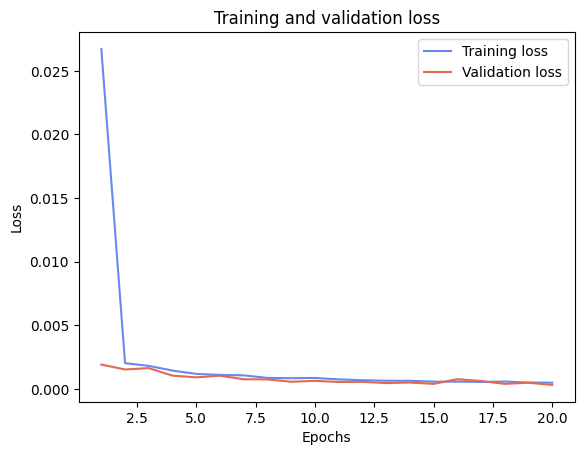 Training and validation loss
Training loss
Validation loss
0.025
0.020
0.015
0.010
0.005
0.000
Loss
2.5 5.0 7.5 10.0 12.5 15.0 17.5 20.0
Epochs